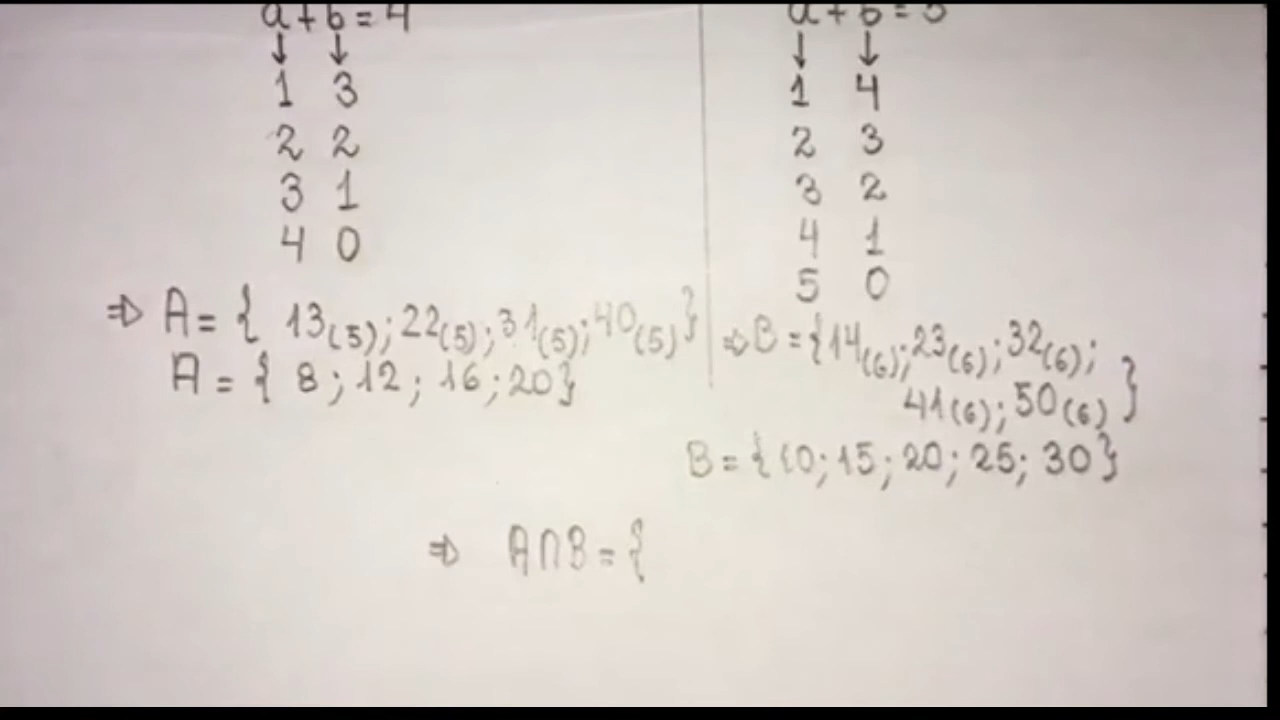 a+b=4
↓ ↓
1 3
2 2
3 1
4 0
⇒ A = { 13(5); 22(5); 31(5); 40(5)}
A = { 8 ; 12 ; 16 ; 20}
a+b=5
↓ ↓
1 4
2 3
3 2
4 1
5 0
⇒ B = {14(6); 23(6); 32(6);
41(6); 50(6) }
B = {10; 15; 20; 25; 30}
⇒ A∩B = {